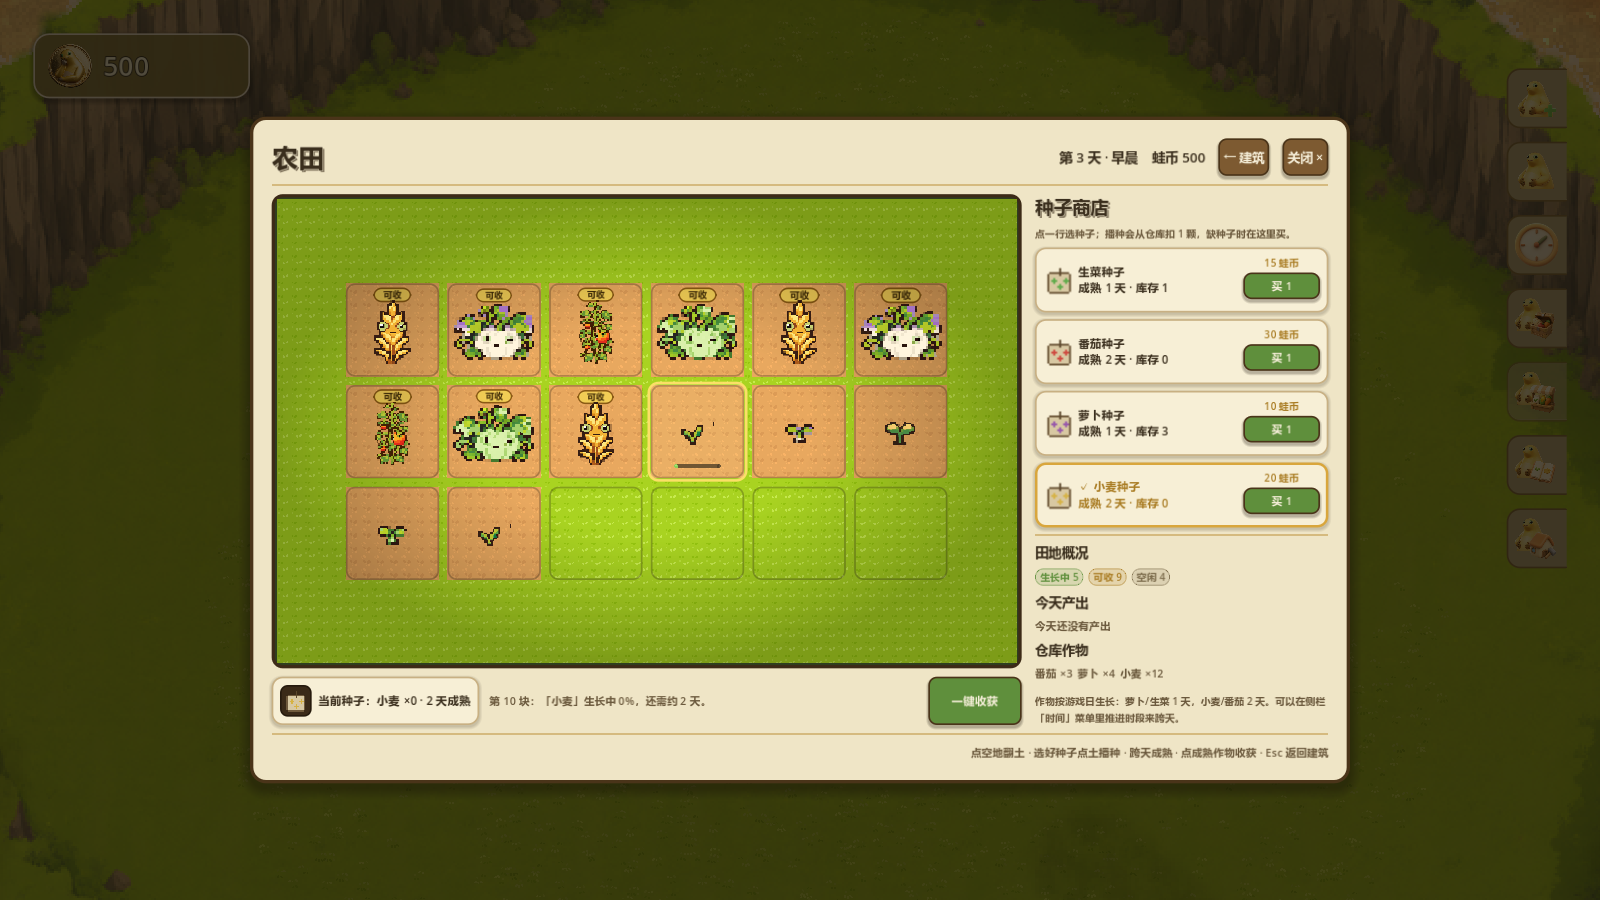 500
农田
第 3 天 · 早晨 蛙币 500
← 建筑
关闭 ×
可收
可收
可收
可收
可收
可收
可收
可收
可收
种子商店
点一行选种子；播种会从仓库扣 1 颗，缺种子时在这里买。
生菜种子
成熟 1 天 · 库存 1
15 蛙币
买 1
番茄种子
成熟 2 天 · 库存 0
30 蛙币
买 1
萝卜种子
成熟 1 天 · 库存 3
10 蛙币
买 1
✓ 小麦种子
成熟 2 天 · 库存 0
20 蛙币
买 1
田地概况
生长中 5 可收 9 空闲 4
今天产出
今天还没有产出
仓库作物
番茄 ×3 萝卜 ×4 小麦 ×12
作物按游戏日生长：萝卜/生菜 1 天，小麦/番茄 2 天。可以在侧栏
「时间」菜单里推进时段来跨天。
当前种子：小麦 ×0 · 2 天成熟
第 10 块：「小麦」生长中 0%，还需约 2 天。
一键收获
点空地翻土 · 选好种子点土播种 · 跨天成熟 · 点成熟作物收获 · Esc 返回建筑